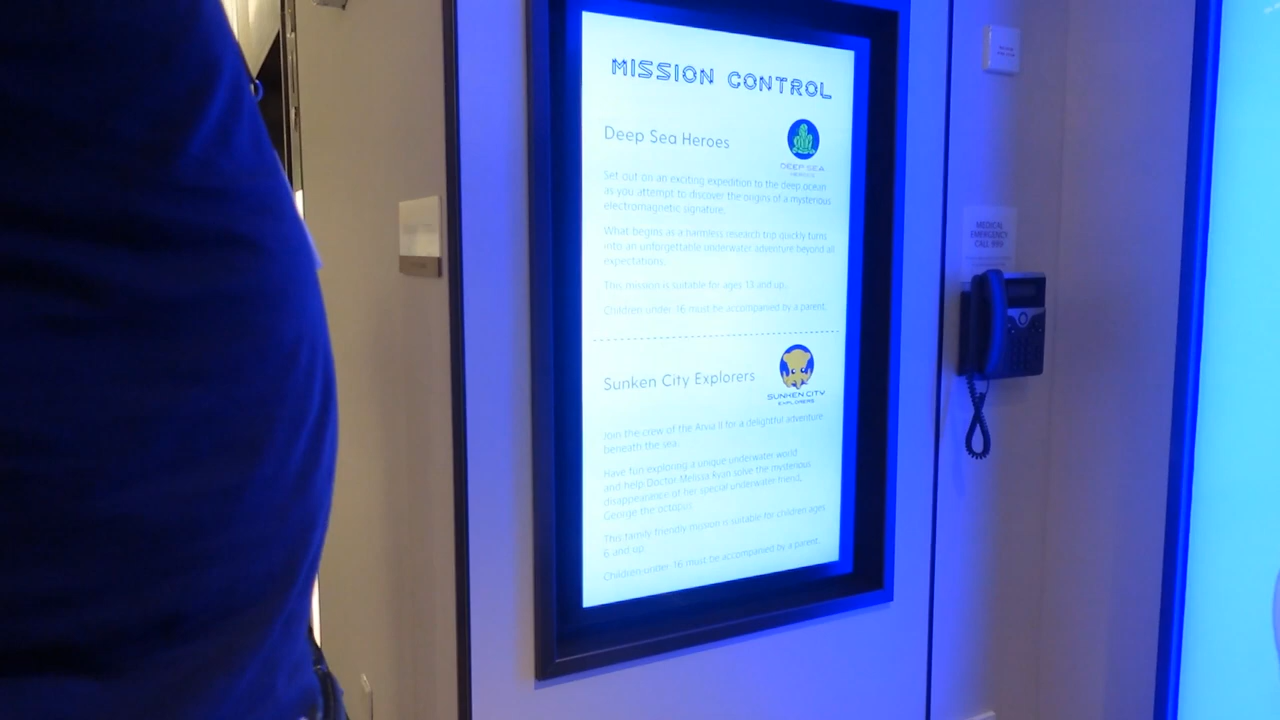 MISSION CONTROL
Deep Sea Heroes
DEEP SEA
HEROES
Set out on an exciting expedition to the deep ocean
as you attempt to discover the origins of a mysterious
electromagnetic signature.
What begins as a harmless research trip quickly turns
into an unforgettable underwater adventure beyond all
expectations.
This mission is suitable for ages 13 and up.
Children under 16 must be accompanied by a parent.
Sunken City Explorers
SUNKEN CITY
EXPLORERS
Join the crew of the Arvia II for a delightful adventure
beneath the sea.
Have fun exploring a unique underwater world
and help Doctor Melissa Ryan solve the mysterious
disappearance of her special underwater friend,
George the octopus.
This family friendly mission is suitable for children ages
6 and up.
Children under 16 must be accompanied by a parent.
MEDICAL
EMERGENCY
CALL 999